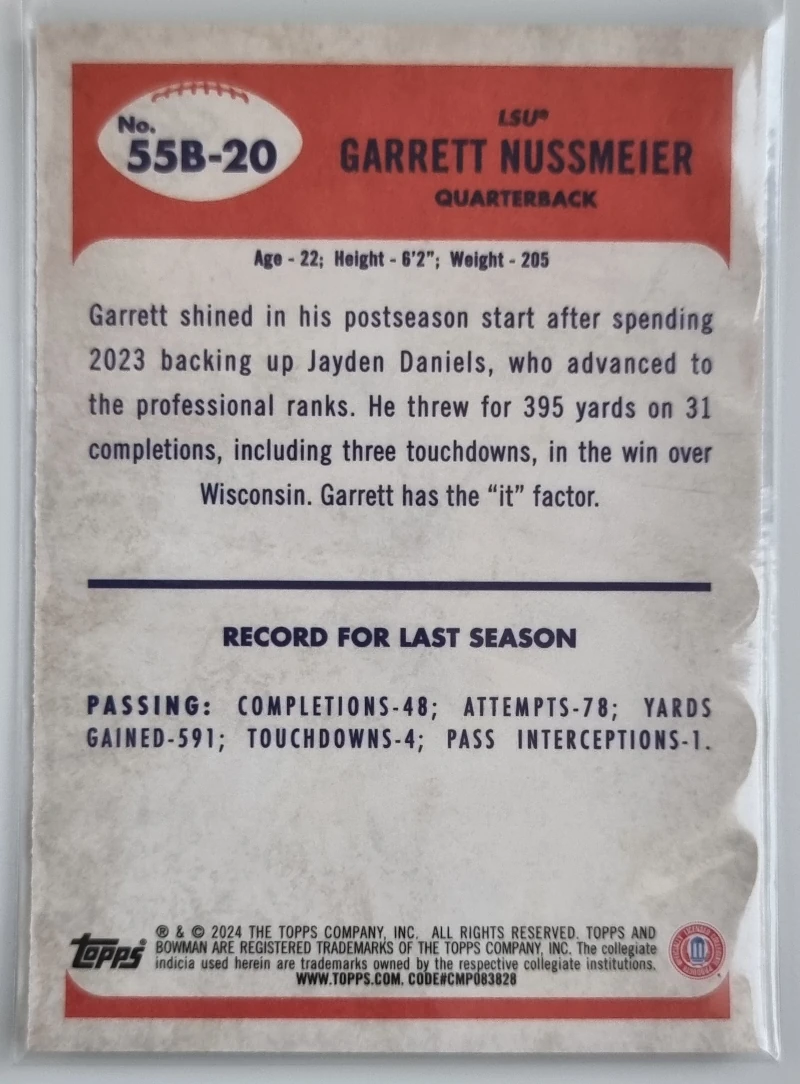 No.
55B-20
LSU®
GARRETT NUSSMEIER
QUARTERBACK
Age - 22; Height - 6'2"; Weight - 205
Garrett shined in his postseason start after spending
2023 backing up Jayden Daniels, who advanced to
the professional ranks. He threw for 395 yards on 31
completions, including three touchdowns, in the win over
Wisconsin. Garrett has the “it” factor.
RECORD FOR LAST SEASON
PASSING: COMPLETIONS-48; ATTEMPTS-78; YARDS
GAINED-591; TOUCHDOWNS-4; PASS INTERCEPTIONS-1.
topps
® & © 2024 THE TOPPS COMPANY, INC. ALL RIGHTS RESERVED. TOPPS AND
BOWMAN ARE REGISTERED TRADEMARKS OF THE TOPPS COMPANY, INC. The collegiate
indicia used herein are trademarks owned by the respective collegiate institutions.
WWW.TOPPS.COM. CODE#CMP083828